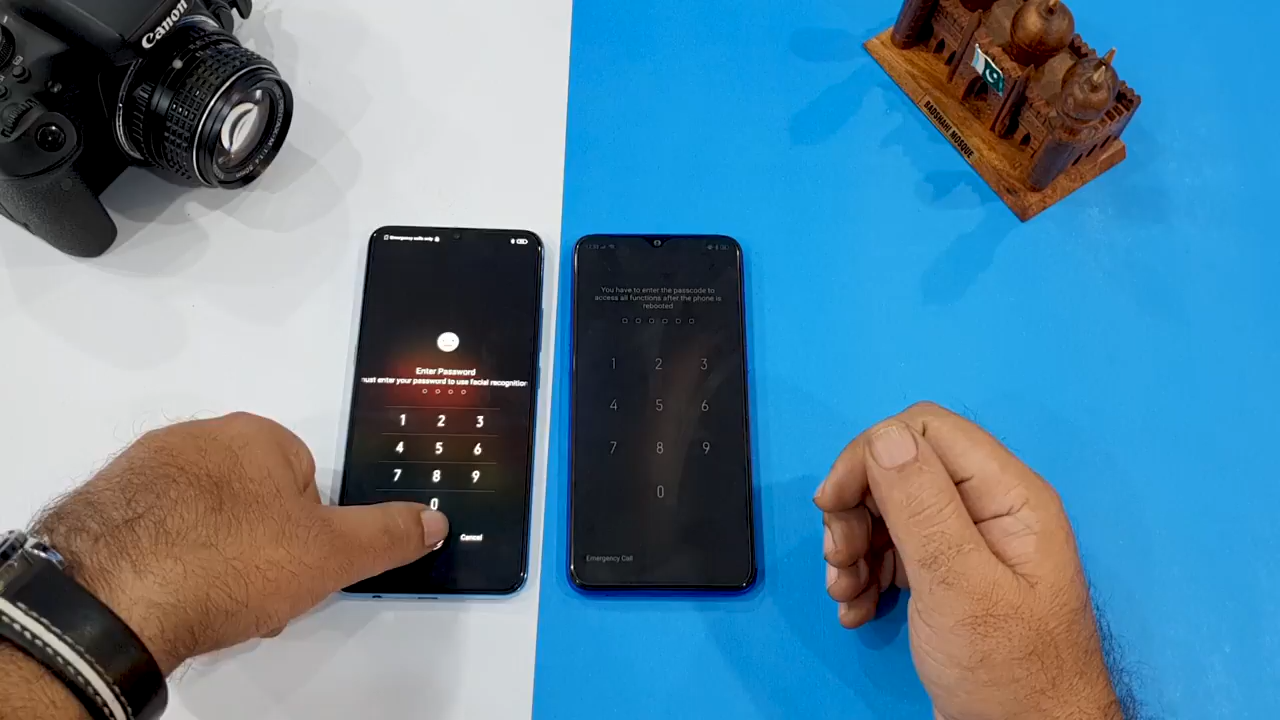 Canon
BADSHAHI MOSQUE
Emergency calls only
Enter Password
must enter your password to use facial recognition
1 2 3
4 5 6
7 8 9
0
Cancel
You have to enter the passcode to
access all functions after the phone is
rebooted
1 2 3
4 5 6
7 8 9
0
Emergency Call